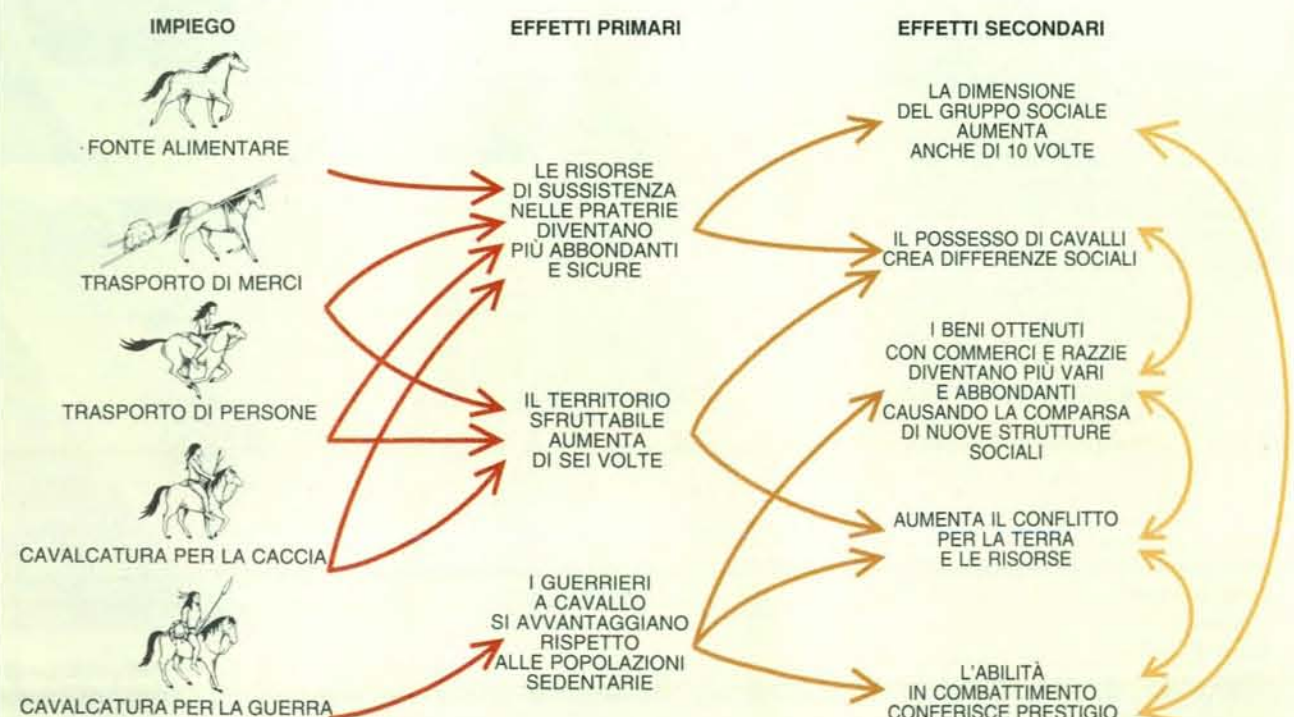 IMPIEGO
FONTE ALIMENTARE
TRASPORTO DI MERCI
TRASPORTO DI PERSONE
CAVALCATURA PER LA CACCIA
CAVALCATURA PER LA GUERRA
EFFETTI PRIMARI
LE RISORSE
DI SUSSISTENZA
NELLE PRATERIE
DIVENTANO
PIÙ ABBONDANTI
E SICURE
IL TERRITORIO
SFRUTTABILE
AUMENTA
DI SEI VOLTE
I GUERRIERI
A CAVALLO
SI AVVANTAGGIANO
RISPETTO
ALLE POPOLAZIONI
SEDENTARIE
EFFETTI SECONDARI
LA DIMENSIONE
DEL GRUPPO SOCIALE
AUMENTA
ANCHE DI 10 VOLTE
IL POSSESSO DI CAVALLI
CREA DIFFERENZE SOCIALI
I BENI OTTENUTI
CON COMMERCI E RAZZIE
DIVENTANO PIÙ VARI
E ABBONDANTI
CAUSANDO LA COMPARSA
DI NUOVE STRUTTURE
SOCIALI
AUMENTA IL CONFLITTO
PER LA TERRA
E LE RISORSE
L'ABILITÀ
IN COMBATTIMENTO
CONFERISCE PRESTIGIO